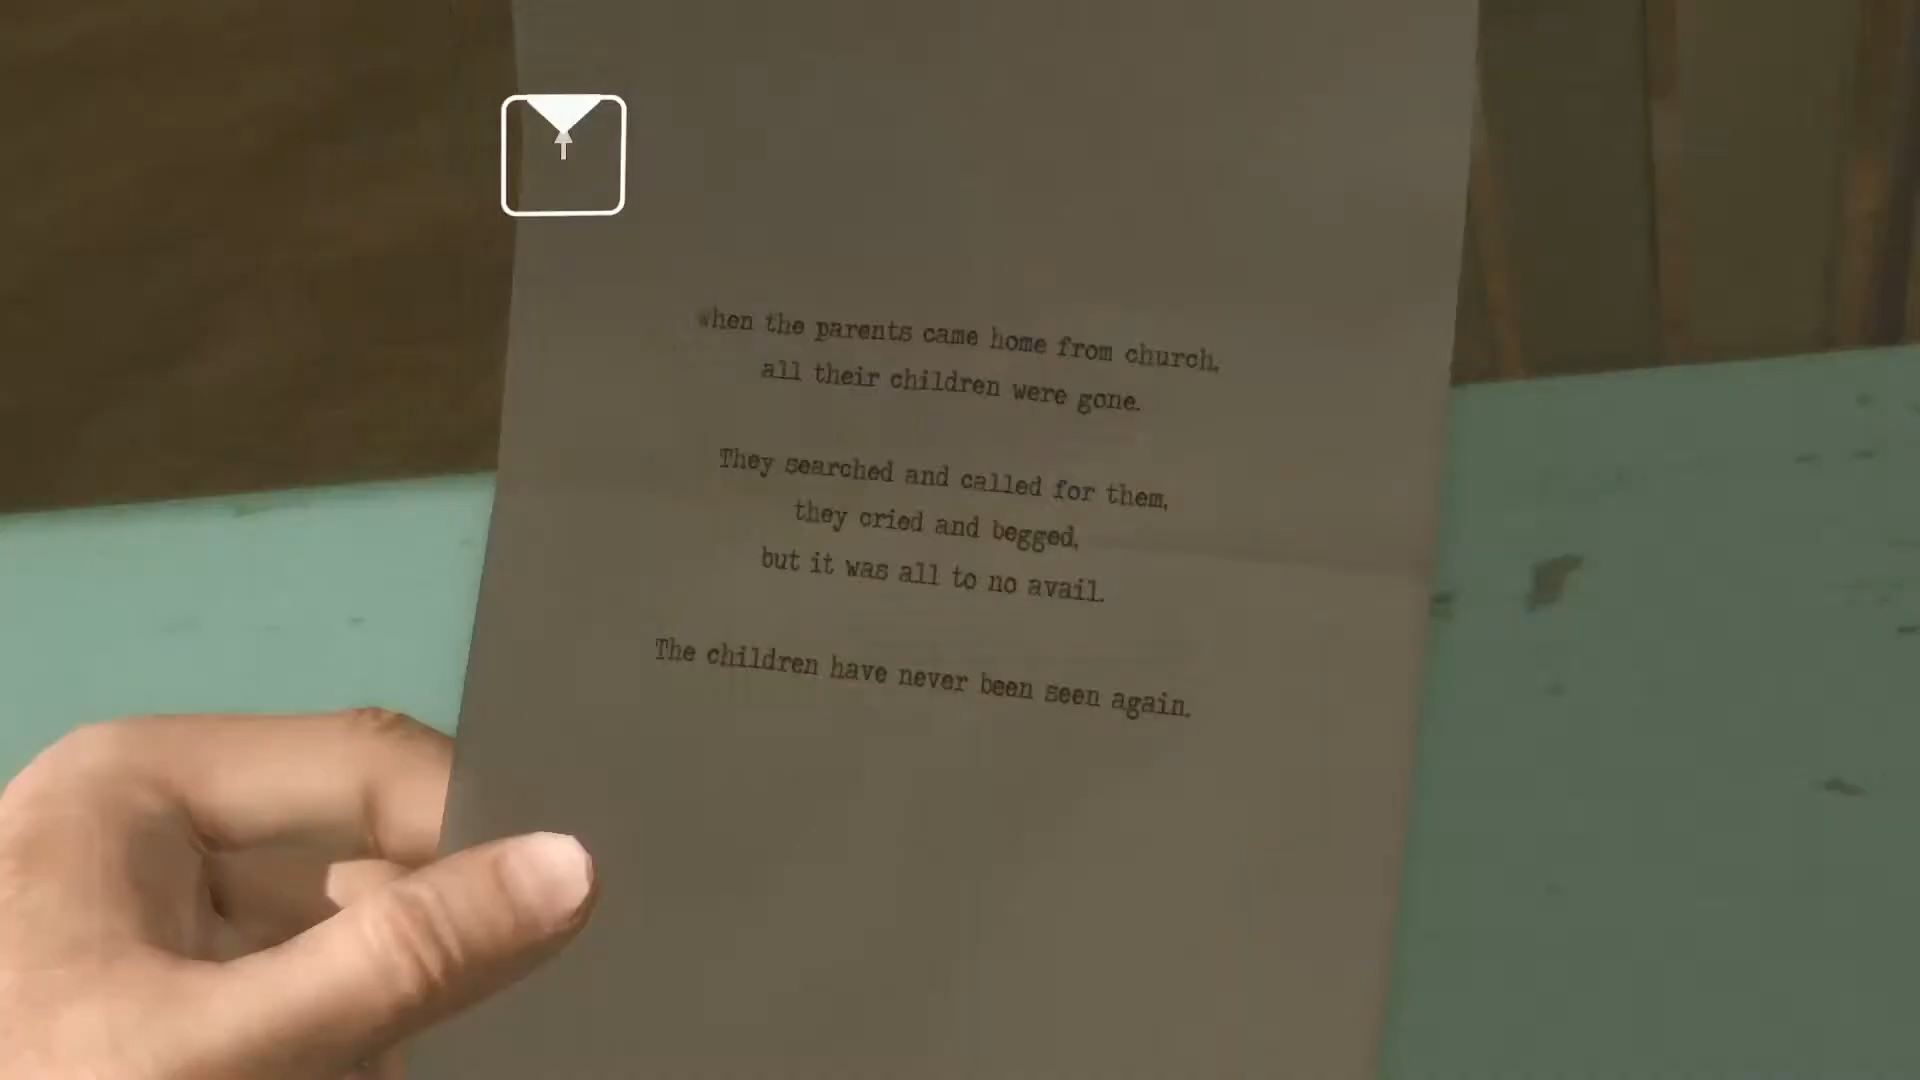 when the parents came home from church,
all their children were gone.
They searched and called for them,
they cried and begged,
but it was all to no avail.
The children have never been seen again.